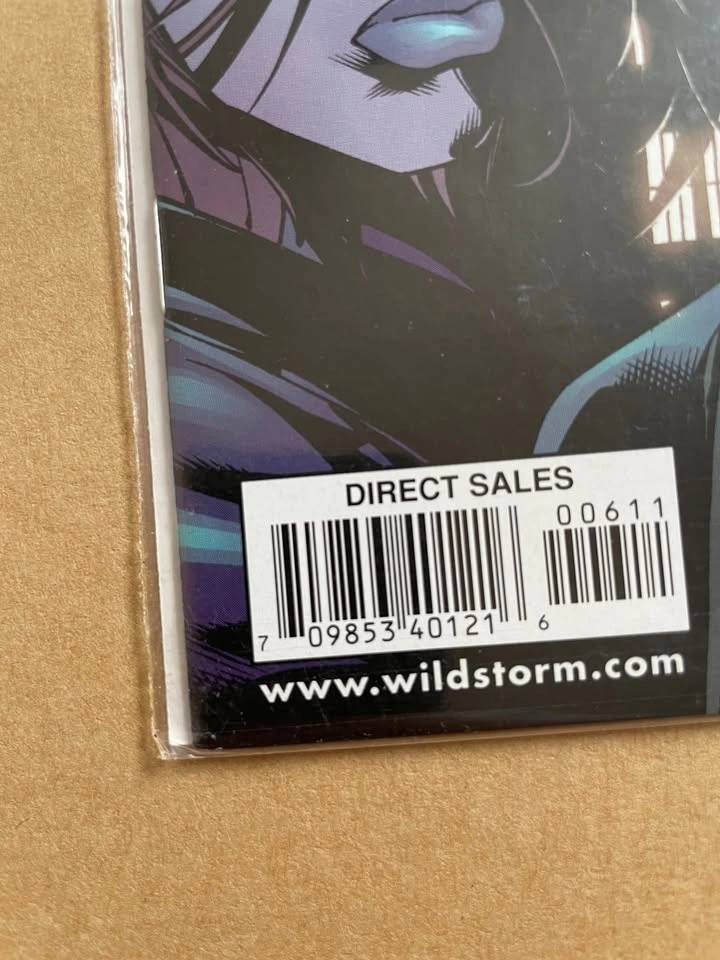 DIRECT SALES
00611
7 09853 40121 6
www.wildstorm.com